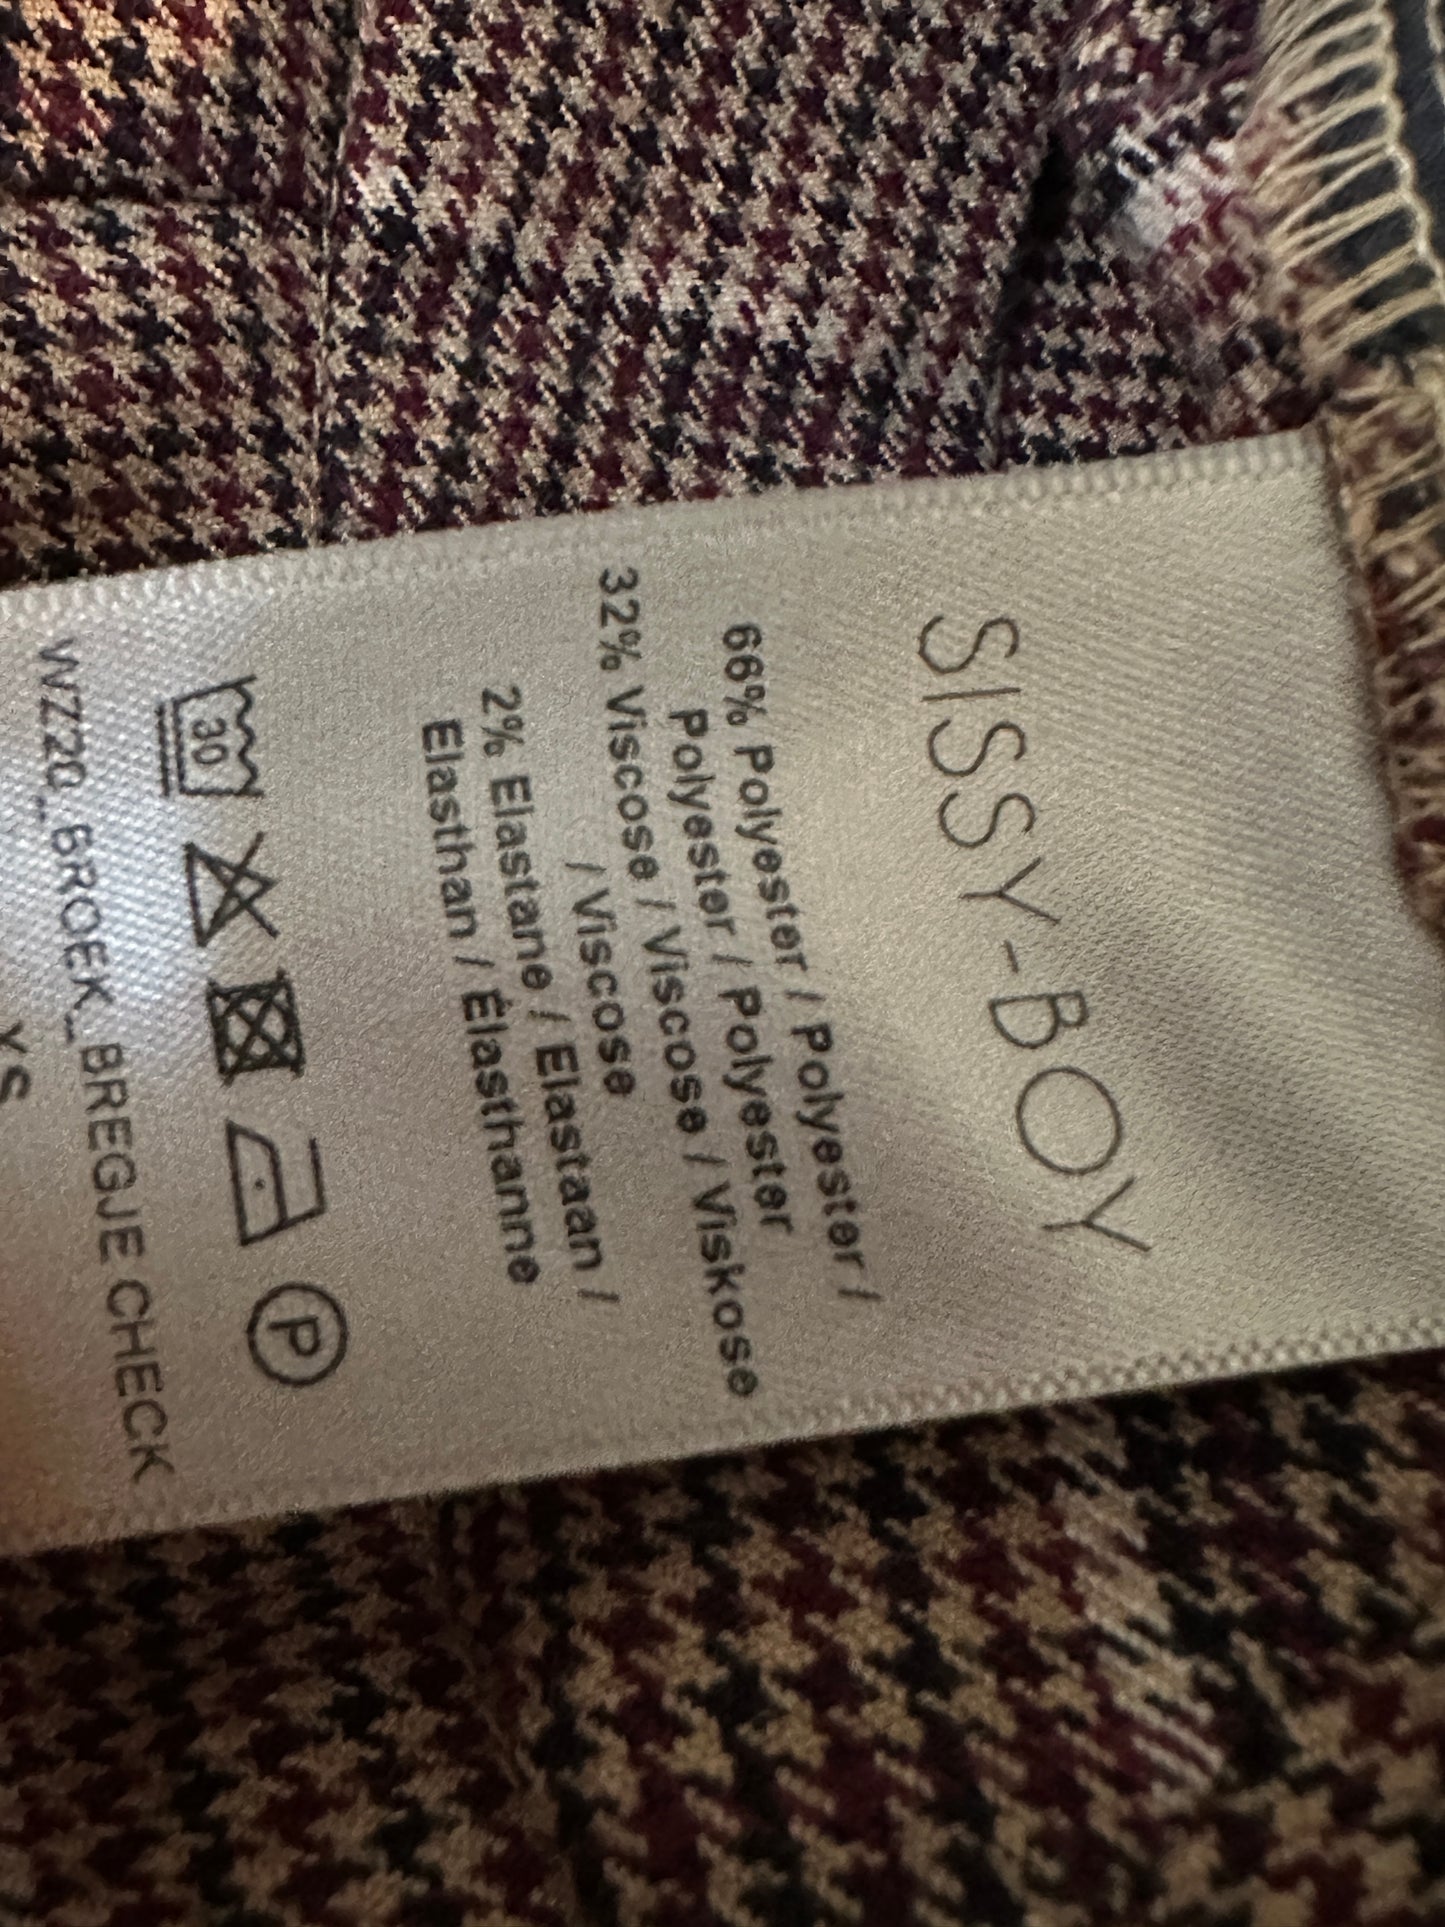 SISSY-BOY
66% Polyester / Polyester /
Polyester / Polyester
32% Viscose / Viscose / Viskose
/ Viscose
2% Elastane / Elastaan /
Elasthan / Élasthanne
30
P
WZ20_BROEK_BREGJE CHECK
XS